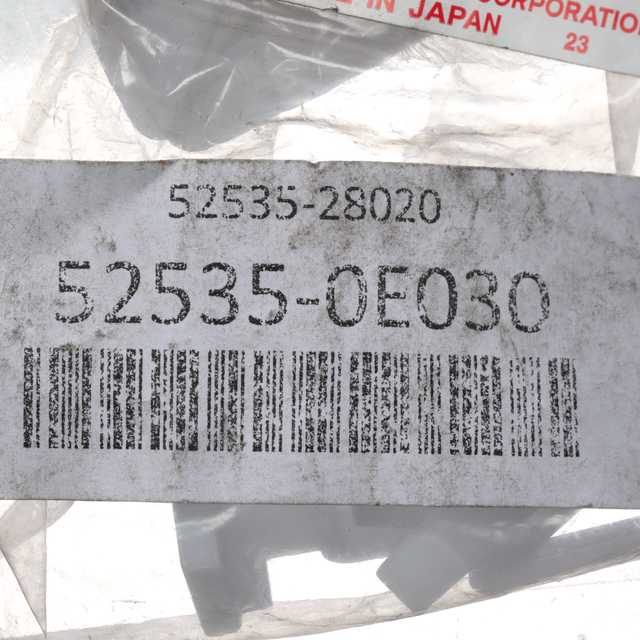 CORPORATION
IN JAPAN
23
52535-28020
52535-0E030